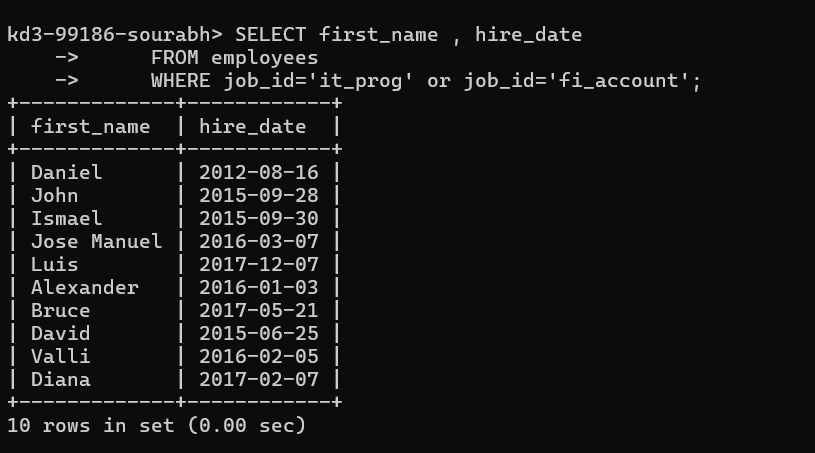 kd3-99186-sourabh> SELECT first_name , hire_date
    ->      FROM employees
    ->      WHERE job_id='it_prog' or job_id='fi_account';
+-------------+------------+
| first_name  | hire_date  |
+-------------+------------+
| Daniel      | 2012-08-16 |
| John        | 2015-09-28 |
| Ismael      | 2015-09-30 |
| Jose Manuel | 2016-03-07 |
| Luis        | 2017-12-07 |
| Alexander   | 2016-01-03 |
| Bruce       | 2017-05-21 |
| David       | 2015-06-25 |
| Valli       | 2016-02-05 |
| Diana       | 2017-02-07 |
+-------------+------------+
10 rows in set (0.00 sec)